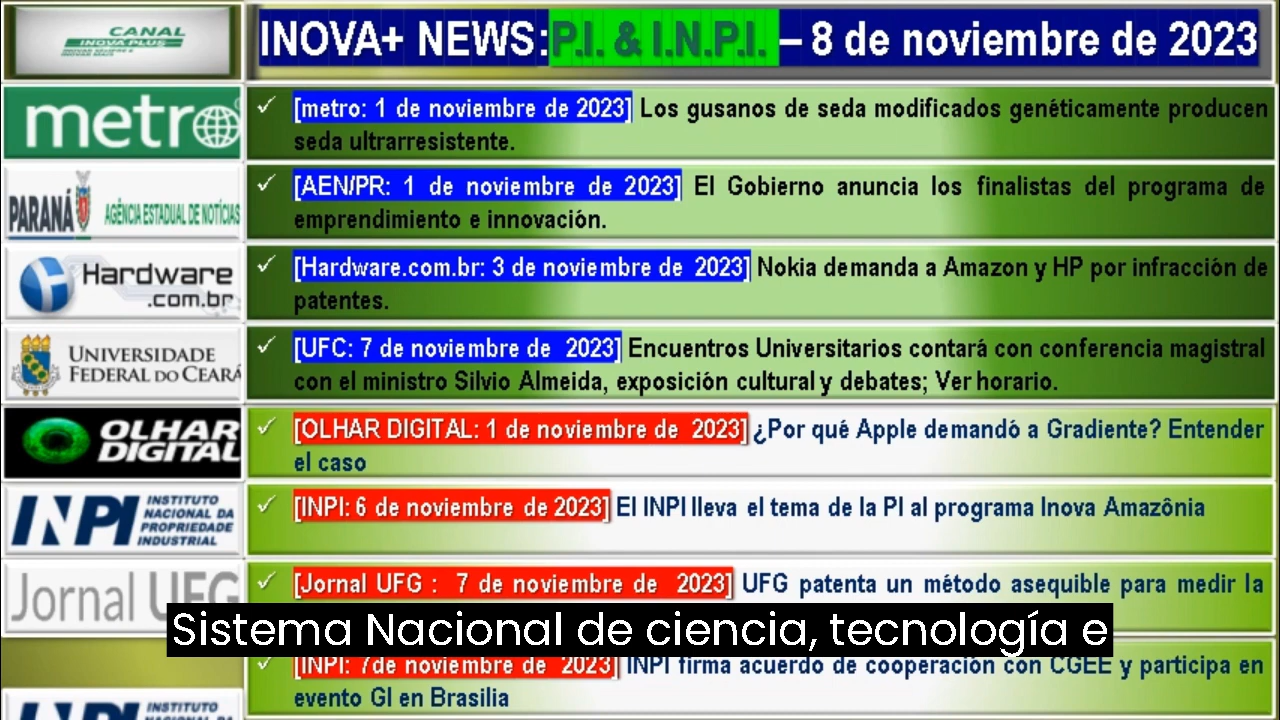 CANAL
INOVA PLUS
INOVA+ NEWS: P.I. & I.N.P.I. – 8 de noviembre de 2023
metro
✓ [metro: 1 de noviembre de 2023] Los gusanos de seda modificados genéticamente producen
seda ultrarresistente.
PARANÁ
AGÊNCIA ESTADUAL DE NOTÍCIAS
✓ [AEN/PR: 1 de noviembre de 2023] El Gobierno anuncia los finalistas del programa de
emprendimiento e innovación.
Hardware
.com.br
✓ [Hardware.com.br: 3 de noviembre de 2023] Nokia demanda a Amazon y HP por infracción de
patentes.
UNIVERSIDADE
FEDERAL DO CEARÁ
✓ [UFC: 7 de noviembre de 2023] Encuentros Universitarios contará con conferencia magistral
con el ministro Silvio Almeida, exposición cultural y debates; Ver horario.
OLHAR
DIGITAL
✓ [OLHAR DIGITAL: 1 de noviembre de 2023] ¿Por qué Apple demandó a Gradiente? Entender
el caso
INPI
INSTITUTO
NACIONAL DA
PROPRIEDADE
INDUSTRIAL
✓ [INPI: 6 de noviembre de 2023] El INPI lleva el tema de la PI al programa Inova Amazônia
Jornal UFG
✓ [Jornal UFG : 7 de noviembre de 2023] UFG patenta un método asequible para medir la
Sistema Nacional de ciencia, tecnología e
✓ [INPI: 7de noviembre de 2023] INPI firma acuerdo de cooperación con CGEE y participa en
evento GI en Brasilia
INSTITUTO